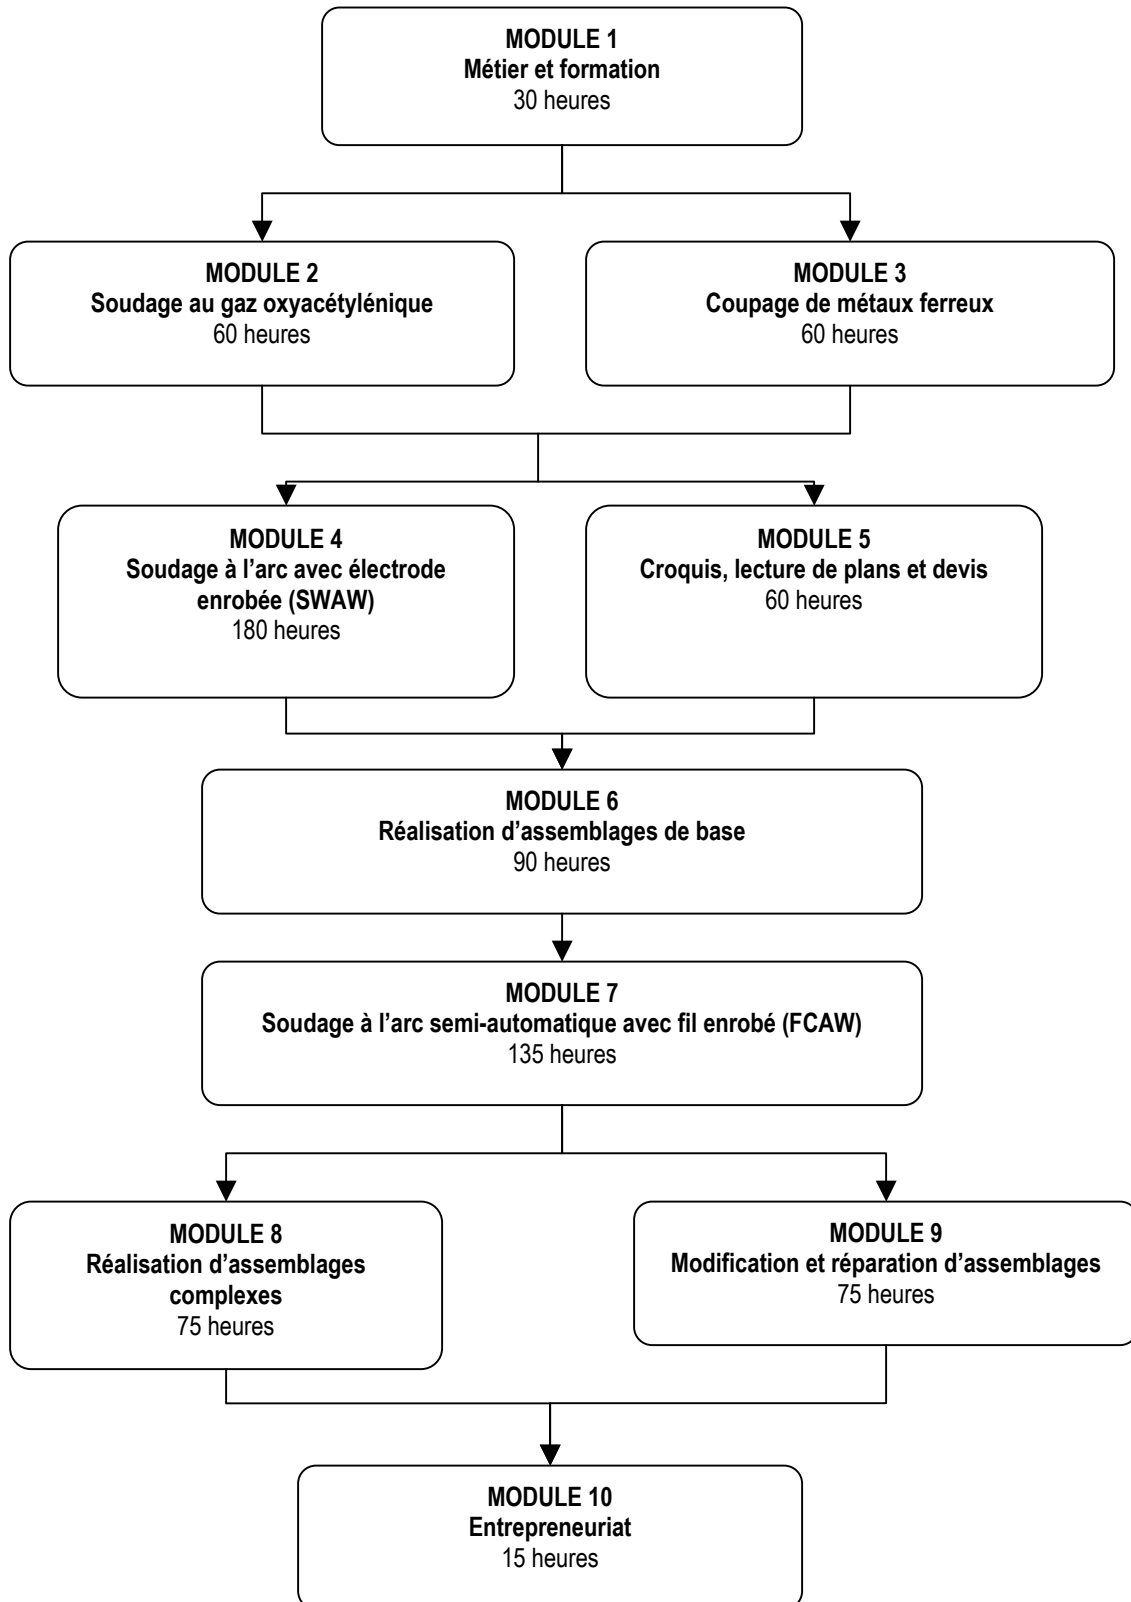 MODULE 1
Métier et formation
30 heures
MODULE 2
Soudage au gaz oxyacétylénique
60 heures
MODULE 3
Coupage de métaux ferreux
60 heures
MODULE 4
Soudage à l’arc avec électrode
enrobée (SWAW)
180 heures
MODULE 5
Croquis, lecture de plans et devis
60 heures
MODULE 6
Réalisation d’assemblages de base
90 heures
MODULE 7
Soudage à l’arc semi-automatique avec fil enrobé (FCAW)
135 heures
MODULE 8
Réalisation d’assemblages
complexes
75 heures
MODULE 9
Modification et réparation d’assemblages
75 heures
MODULE 10
Entrepreneuriat
15 heures